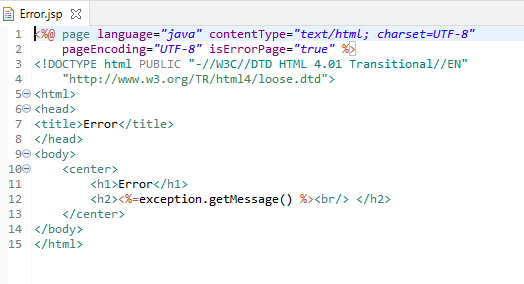 Error.jsp
1 <%@ page language="java" contentType="text/html; charset=UTF-8"
2     pageEncoding="UTF-8" isErrorPage="true" %>
3 <!DOCTYPE html PUBLIC "-//W3C//DTD HTML 4.01 Transitional//EN"
4     "http://www.w3.org/TR/html4/loose.dtd">
5 <html>
6 <head>
7 <title>Error</title>
8 </head>
9 <body>
10     <center>
11         <h1>Error</h1>
12         <h2><%=exception.getMessage() %><br/> </h2>
13     </center>
14 </body>
15 </html>